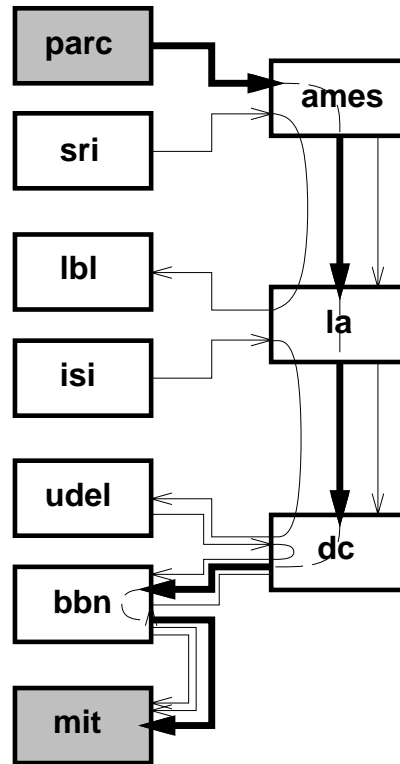 parc
ames
sri
lbl
la
isi
udel
dc
bbn
mit